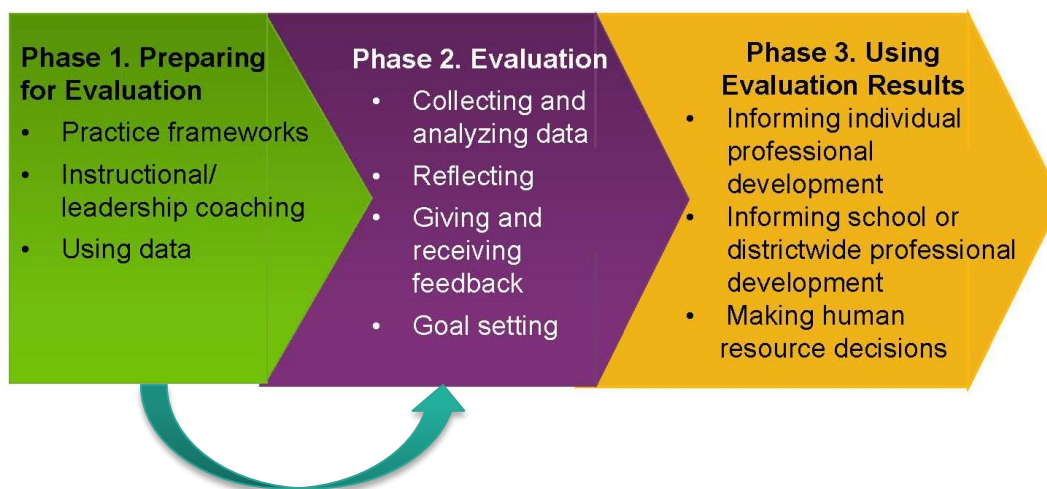 Phase 1. Preparing
for Evaluation
• Practice frameworks
• Instructional/
leadership coaching
• Using data
Phase 2. Evaluation
• Collecting and
analyzing data
• Reflecting
• Giving and
receiving
feedback
• Goal setting
Phase 3. Using
Evaluation Results
• Informing individual
professional
development
• Informing school or
districtwide professional
development
• Making human
resource decisions